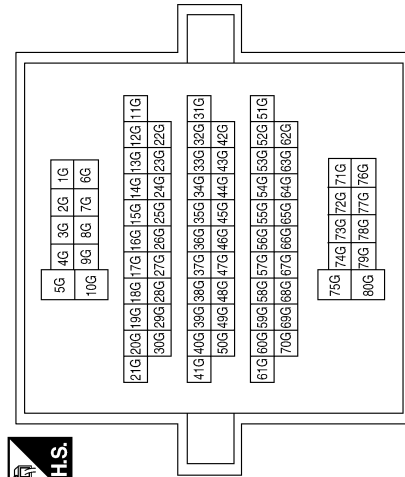 H.S.
5G 4G 3G 2G 1G
10G 9G 8G 7G 6G
21G 20G 19G 18G 17G 16G 15G 14G 13G 12G 11G
30G 29G 28G 27G 26G 25G 24G 23G 22G
41G 40G 39G 38G 37G 36G 35G 34G 33G 32G 31G
50G 49G 48G 47G 46G 45G 44G 43G 42G
61G 60G 59G 58G 57G 56G 55G 54G 53G 52G 51G
70G 69G 68G 67G 66G 65G 64G 63G 62G
75G 74G 73G 72G 71G
80G 79G 78G 77G 76G